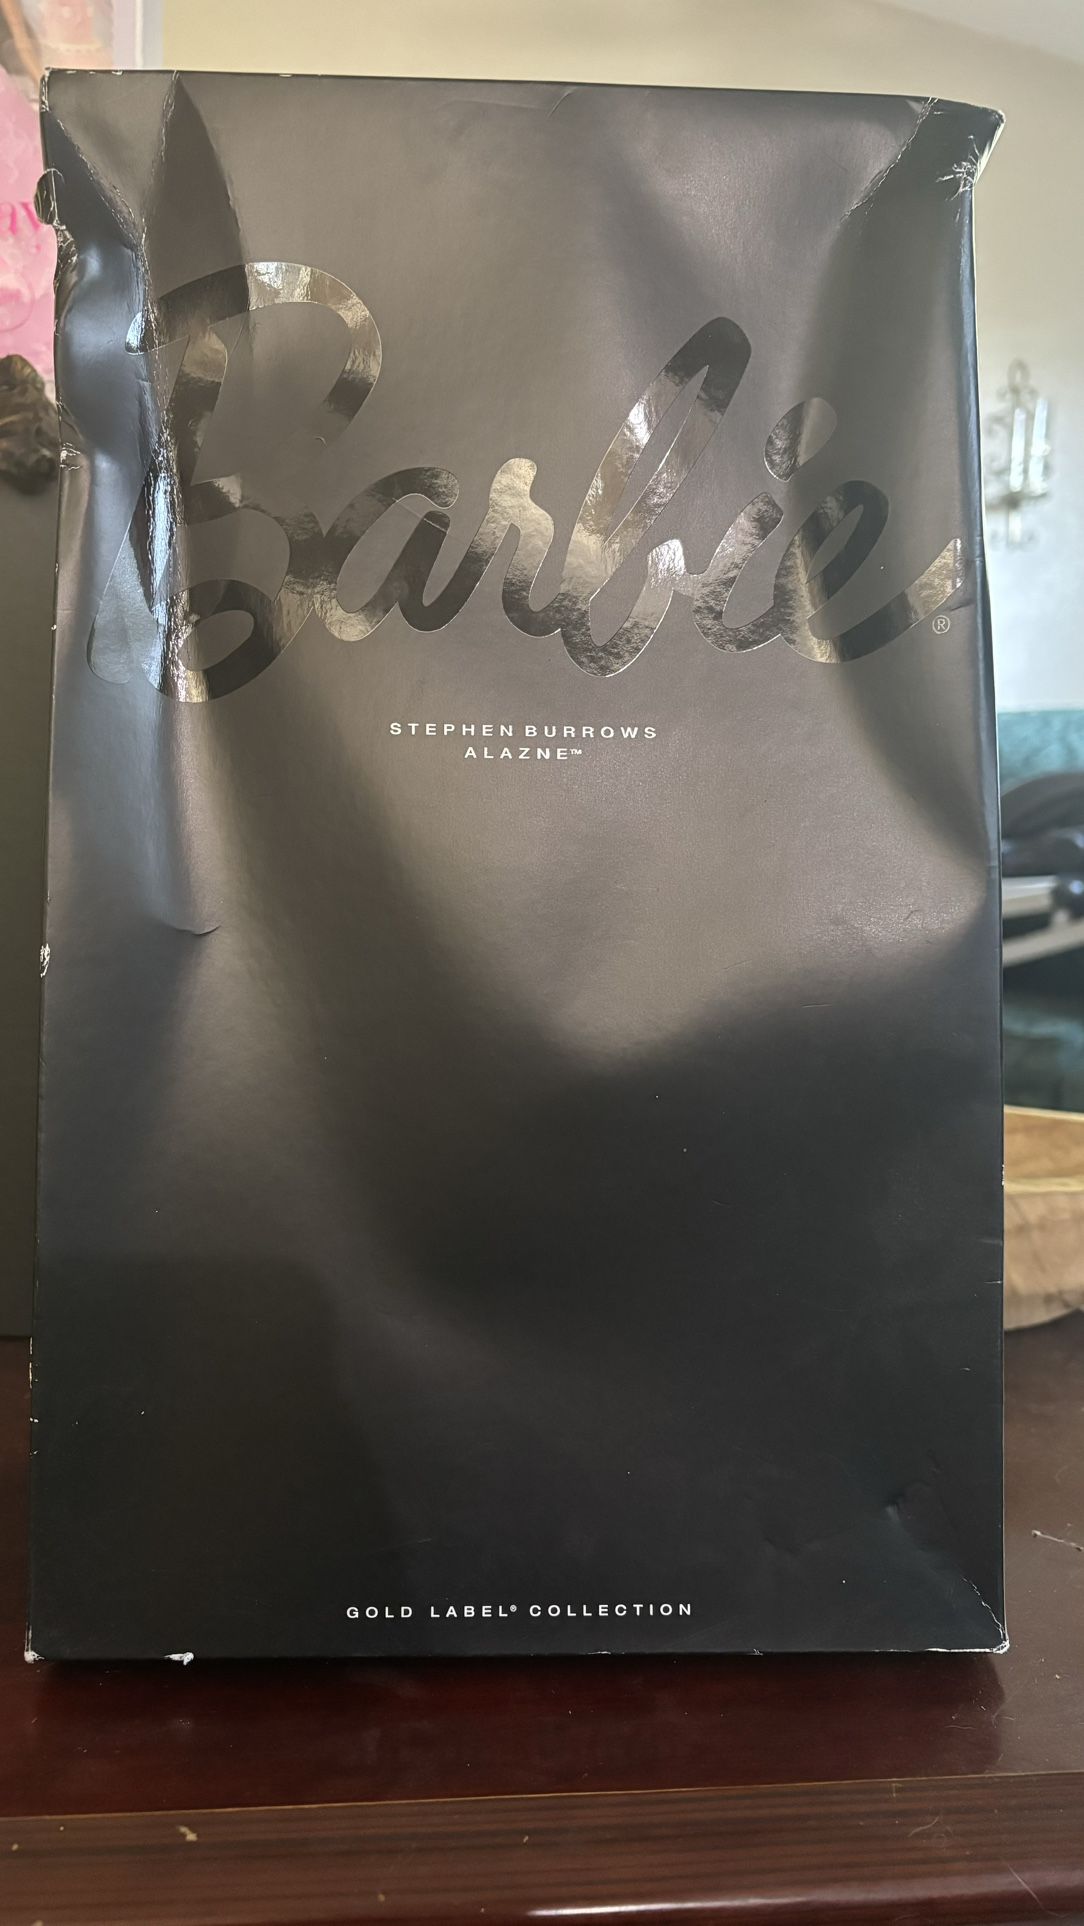 Barbie®
STEPHEN BURROWS
ALAZNE™
GOLD LABEL® COLLECTION